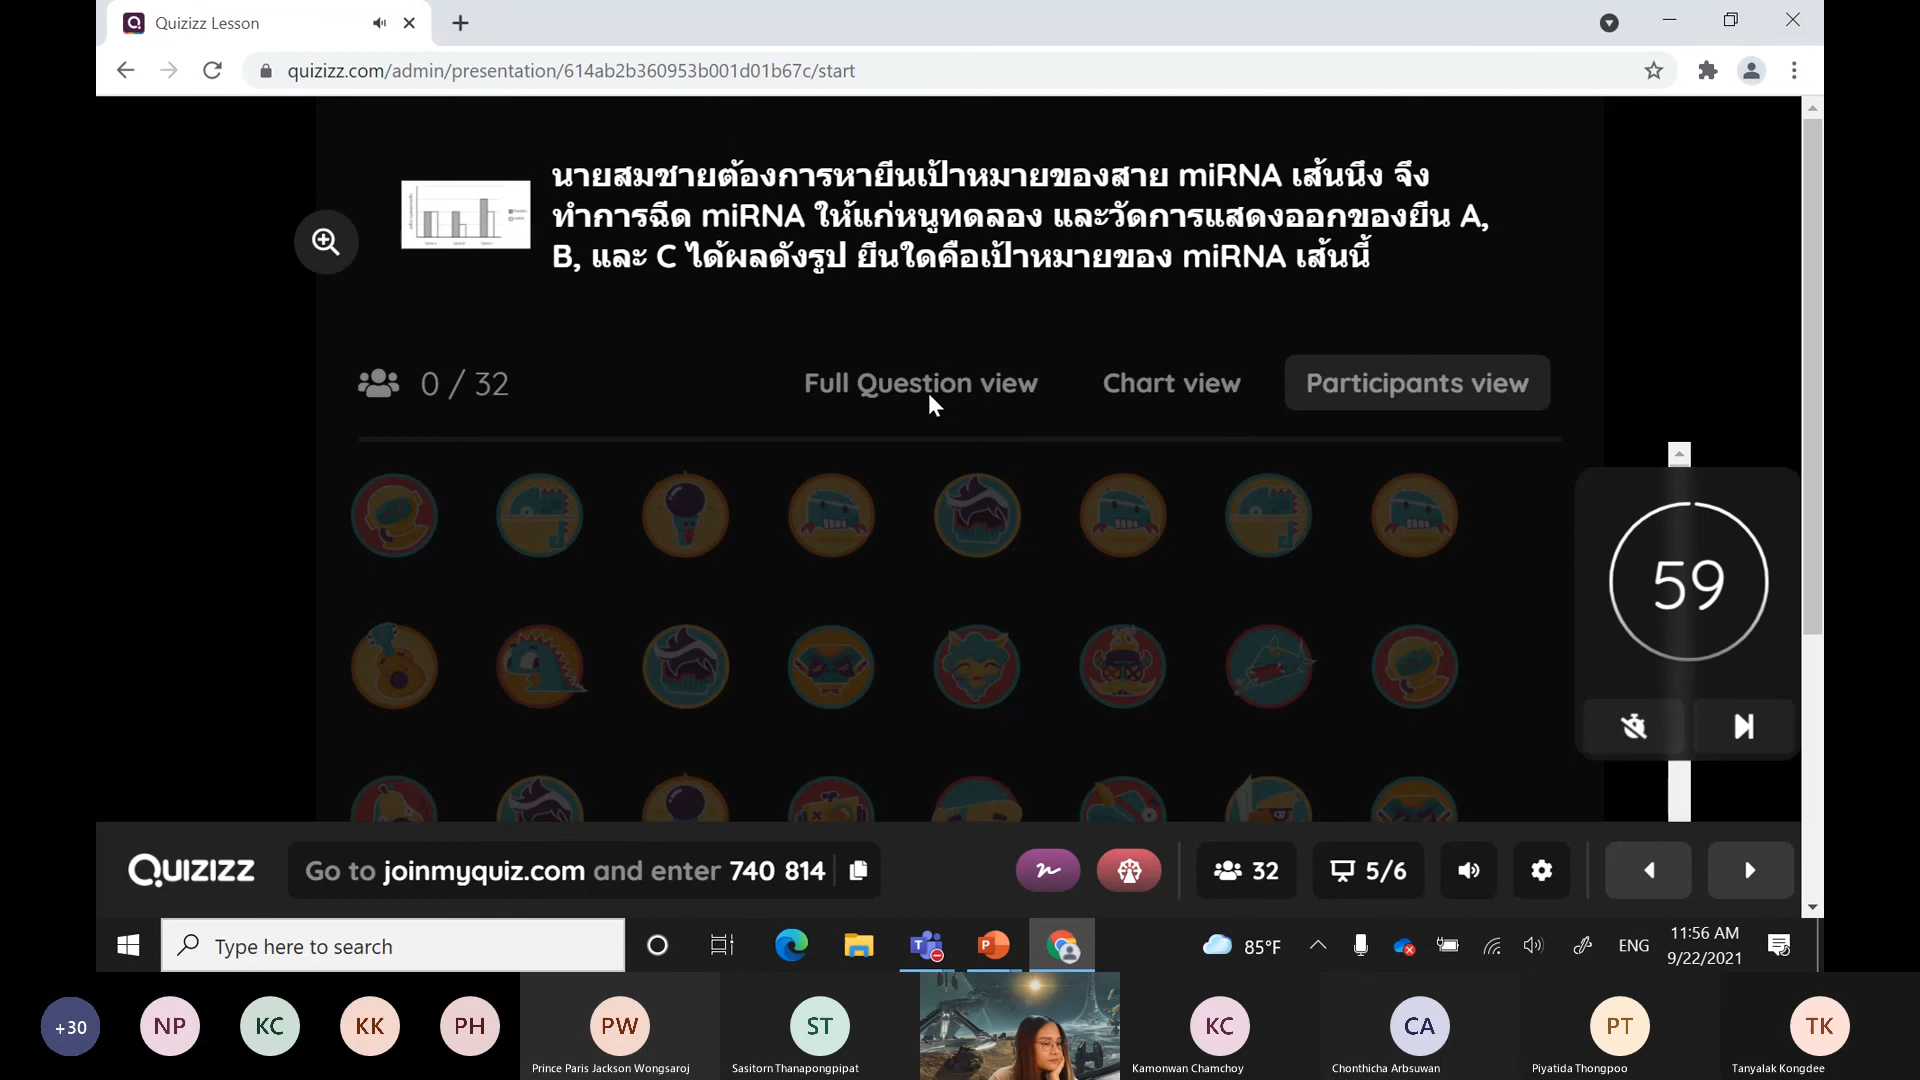 Quizizz Lesson
quizizz.com/admin/presentation/614ab2b360953b001d01b67c/start
นายสมชายต้องการหายีนเป้าหมายของสาย miRNA เส้นนึง จึง
ทำการฉีด miRNA ให้แก่หนูทดลอง และวัดการแสดงออกของยีน A,
B, และ C ได้ผลดังรูป ยีนใดคือเป้าหมายของ miRNA เส้นนี้
0 / 32
Full Question view
Chart view
Participants view
59
Quizizz
Go to joinmyquiz.com and enter 740 814
32
5/6
Type here to search
85°F
ENG
11:56 AM
9/22/2021
+30
NP
KC
KK
PH
PW
ST
KC
CA
PT
TK
Prince Paris Jackson Wongsaroj
Sasitorn Thanapongpipat
Kamonwan Chamchoy
Chonthicha Arbsuwan
Piyatida Thongpoo
Tanyalak Kongdee